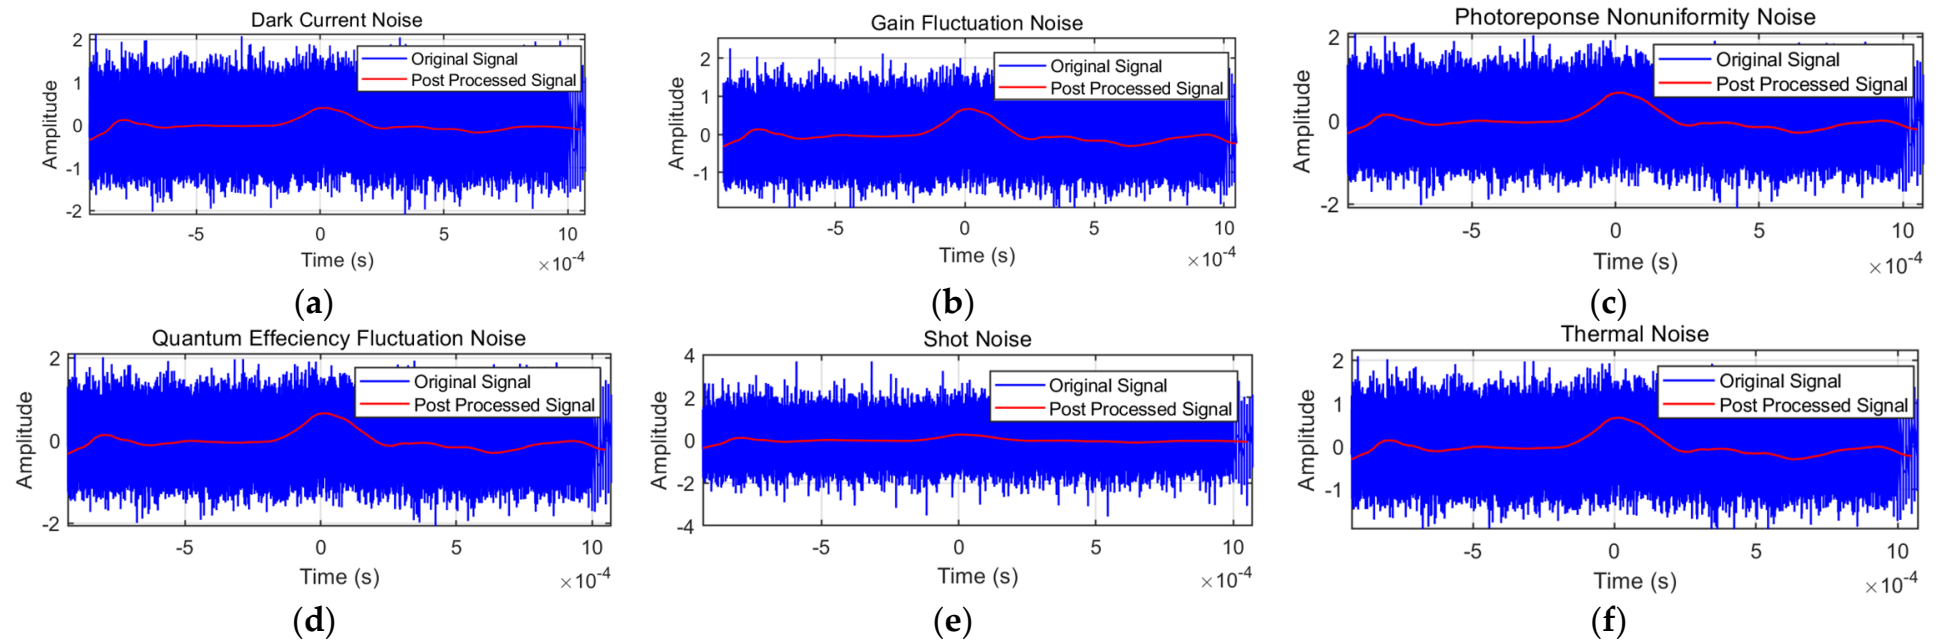 Dark Current Noise
2
1
0
-1
-2
Amplitude
Original Signal
Post Processed Signal
-5 0 5 10
Time (s)
×10-4
(a)
Gain Fluctuation Noise
2
1
0
-1
Amplitude
Original Signal
Post Processed Signal
-5 0 5 10
Time (s)
×10-4
(b)
Photoreponse Nonuniformity Noise
2
0
-2
Amplitude
Original Signal
Post Processed Signal
-5 0 5 10
Time (s)
×10-4
(c)
Quantum Effeciency Fluctuation Noise
2
0
-2
Amplitude
Original Signal
Post Processed Signal
-5 0 5 10
Time (s)
×10-4
(d)
Shot Noise
4
2
0
-2
-4
Amplitude
Original Signal
Post Processed Signal
-5 0 5 10
Time (s)
×10-4
(e)
Thermal Noise
2
1
0
-1
Amplitude
Original Signal
Post Processed Signal
-5 0 5 10
Time (s)
×10-4
(f)